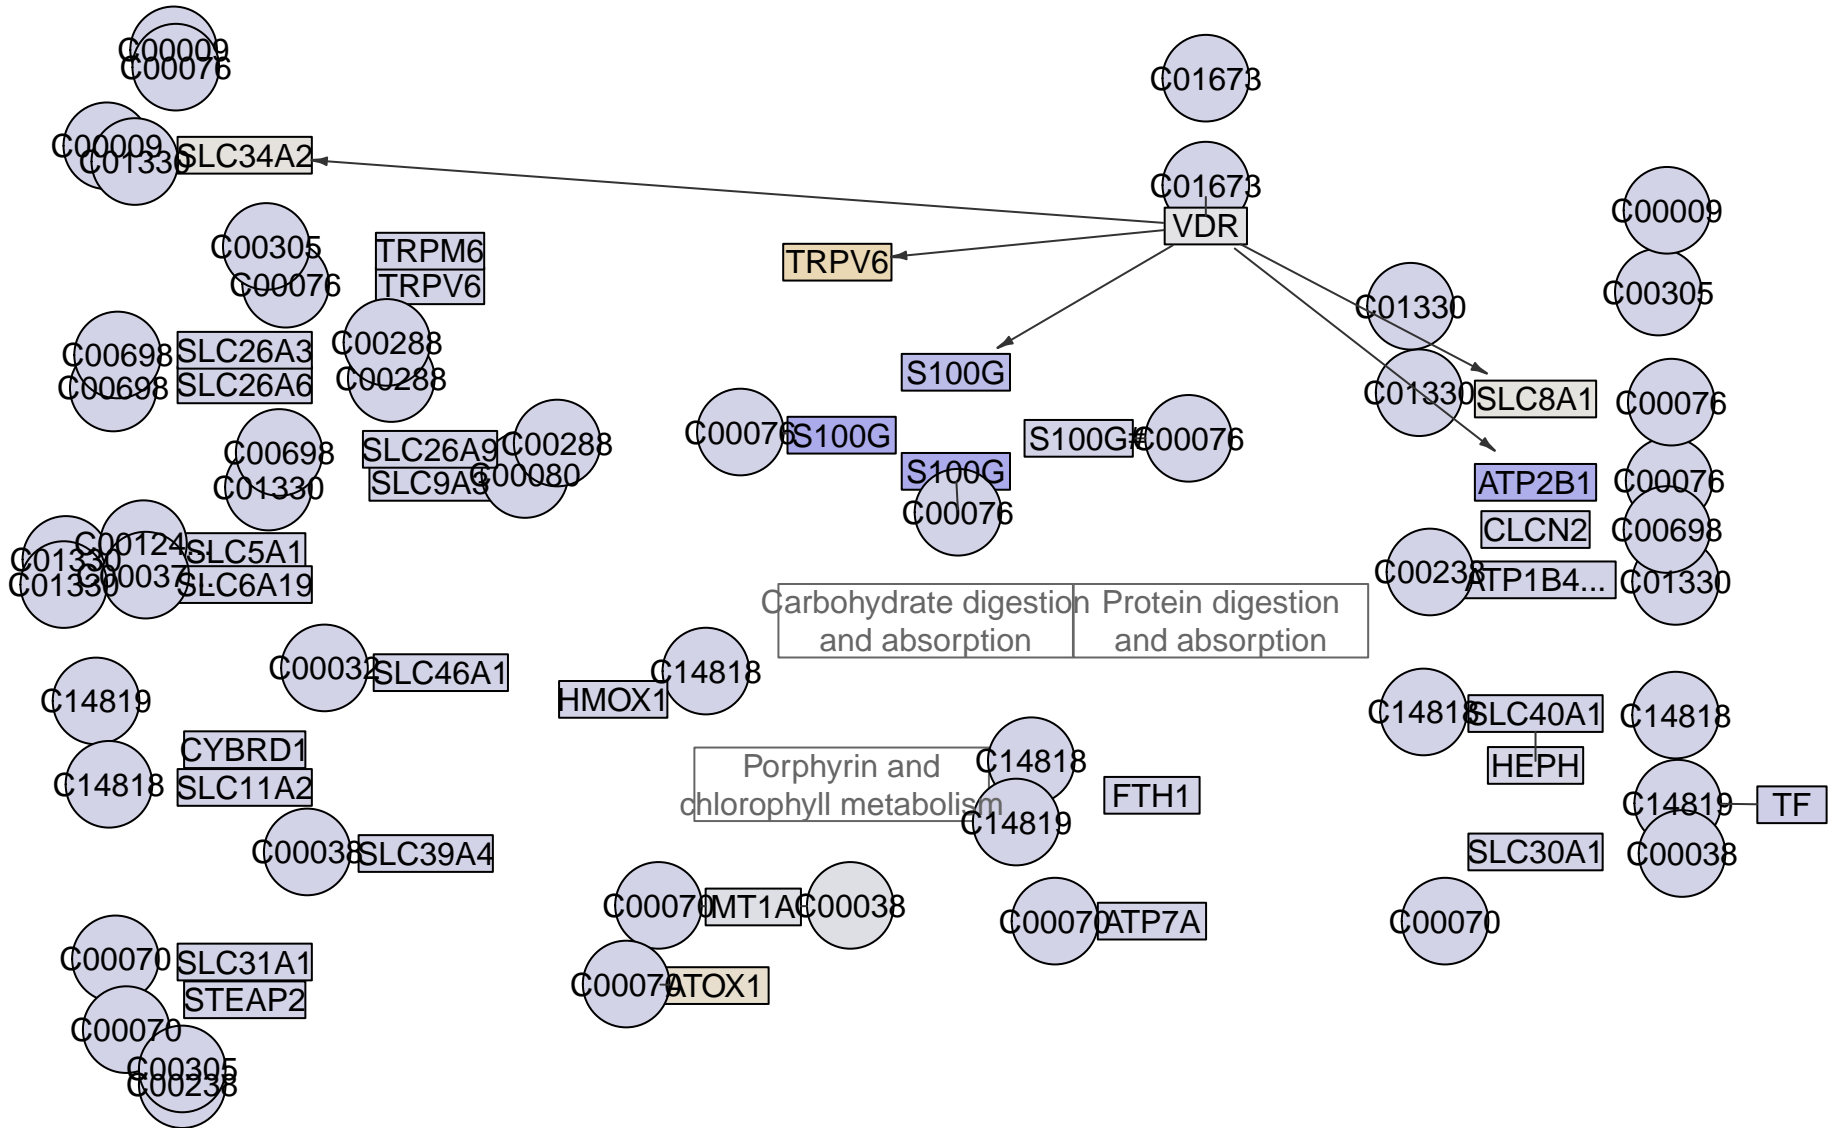 C00009
C00076
C01673
C00009
C01330
SLC34A2
C01673
VDR
C00009
C00305
TRPM6
C00076
TRPV6
TRPV6
C01330
C00305
C00698
SLC26A3
C00288
C00698
SLC26A6
C00288
S100G
C01330
SLC8A1
C00076
C00698
SLC26A9
C00288
C01330
SLC9A3
C00080
C00076
S100G
S100G#
C00076
S100G
C00076
ATP2B1
C00076
CLCN2
C00698
C01330
C00124...
SLC5A1
C01330
C00037...
SLC6A19
C00238
ATP1B4...
C01330
Carbohydrate digestion
and absorption
Protein digestion
and absorption
C00032
SLC46A1
HMOX1
C14818
C14819
C14818
SLC40A1
C14818
HEPH
CYBRD1
C14818
SLC11A2
Porphyrin and
chlorophyll metabolism
C14818
C14819
FTH1
C14819
TF
C00038
SLC39A4
SLC30A1
C00038
C00070
MT1A
C00038
C00070
ATP7A
C00070
C00070
SLC31A1
STEAP2
C00070
ATOX1
C00070
C00305
C00238